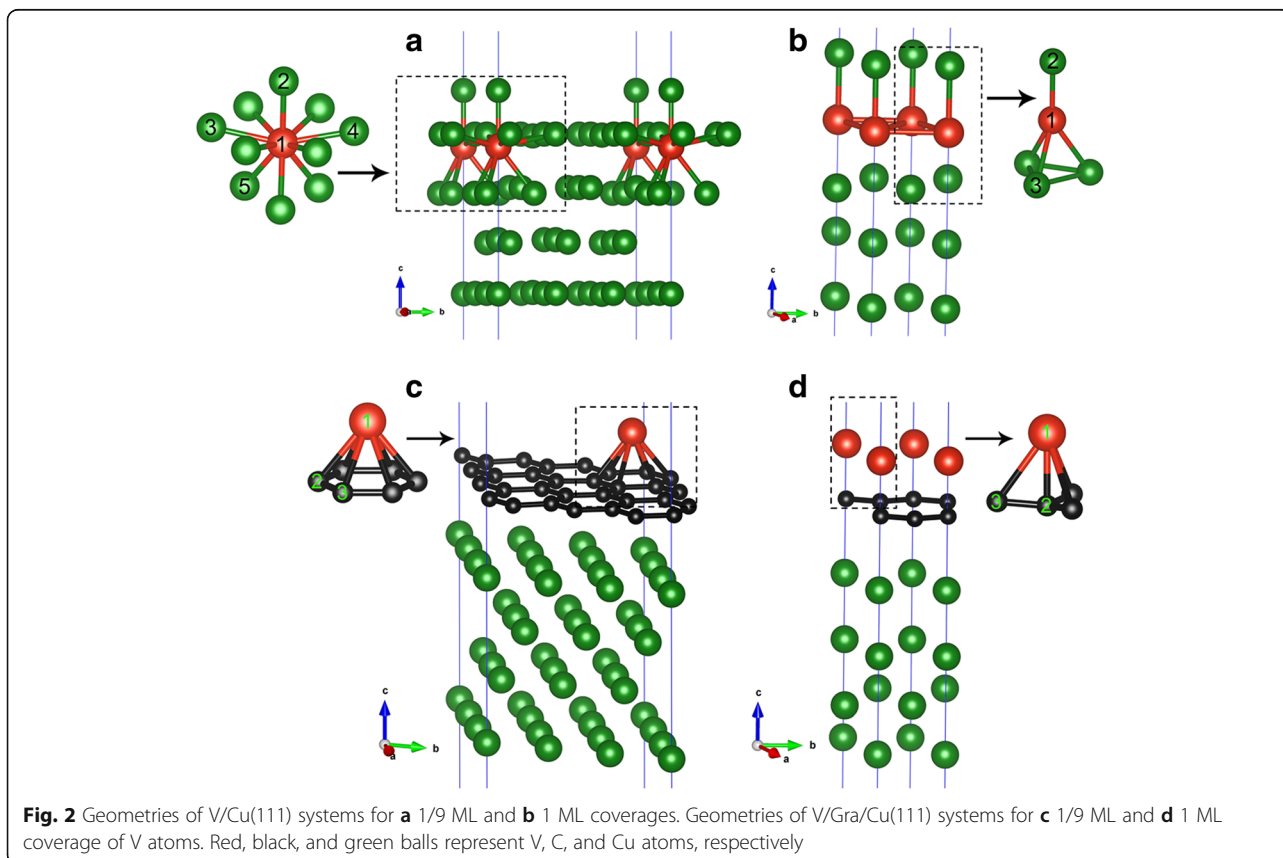 a
b
2
3
4
1
5
2
1
3
c
a
b
c
a
b
c
d
1
2
3
1
3
2
c
a
b
c
a
b
Fig. 2 Geometries of V/Cu(111) systems for a 1/9 ML and b 1 ML coverages. Geometries of V/Gra/Cu(111) systems for c 1/9 ML and d 1 ML
coverage of V atoms. Red, black, and green balls represent V, C, and Cu atoms, respectively